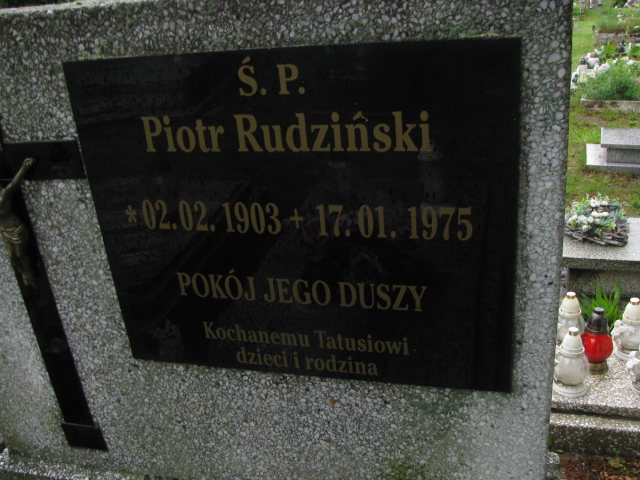 Ś. P.
Piotr Rudziński
* 02. 02. 1903 + 17. 01. 1975
POKÓJ JEGO DUSZY
Kochanemu Tatusiowi
dzieci i rodzina